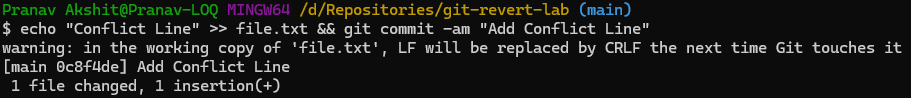 Pranav Akshit@Pranav-LOQ MINGW64 /d/Repositories/git-revert-lab (main)
$ echo "Conflict Line" >> file.txt && git commit -am "Add Conflict Line"
warning: in the working copy of 'file.txt', LF will be replaced by CRLF the next time Git touches it
[main 0c8f4de] Add Conflict Line
 1 file changed, 1 insertion(+)